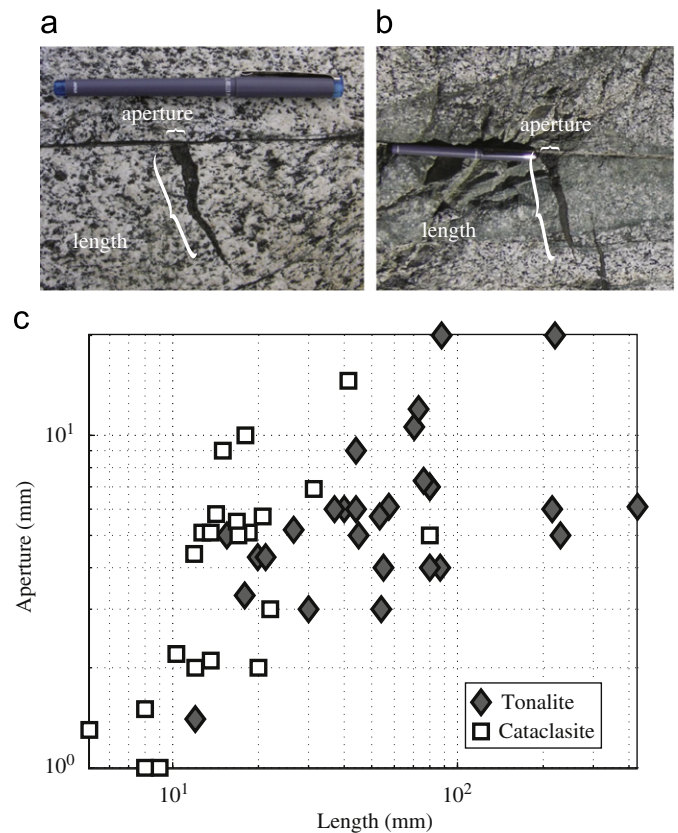 a
b
aperture
length
aperture
length
c
10¹
10⁰
Aperture (mm)
Tonalite
Cataclasite
10¹
10²
Length (mm)